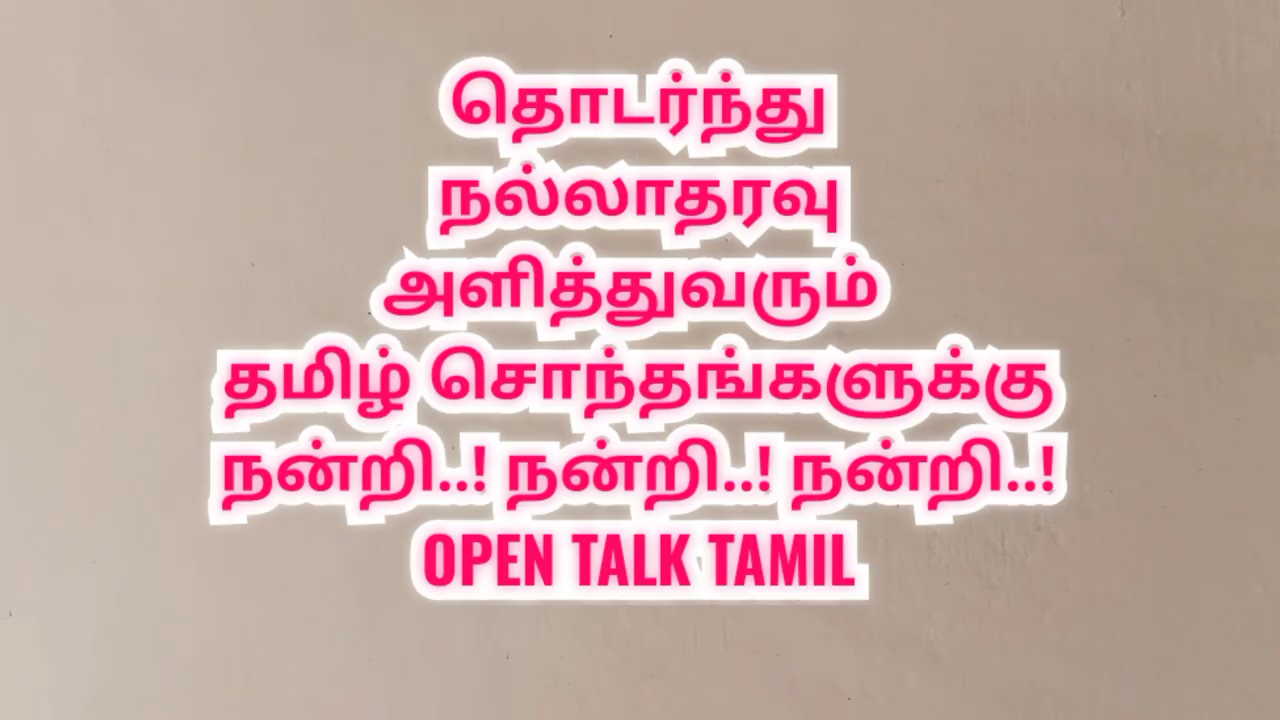 தொடர்ந்து
நல்லாதரவு
அளித்துவரும்
தமிழ் சொந்தங்களுக்கு
நன்றி..! நன்றி..! நன்றி..!
OPEN TALK TAMIL